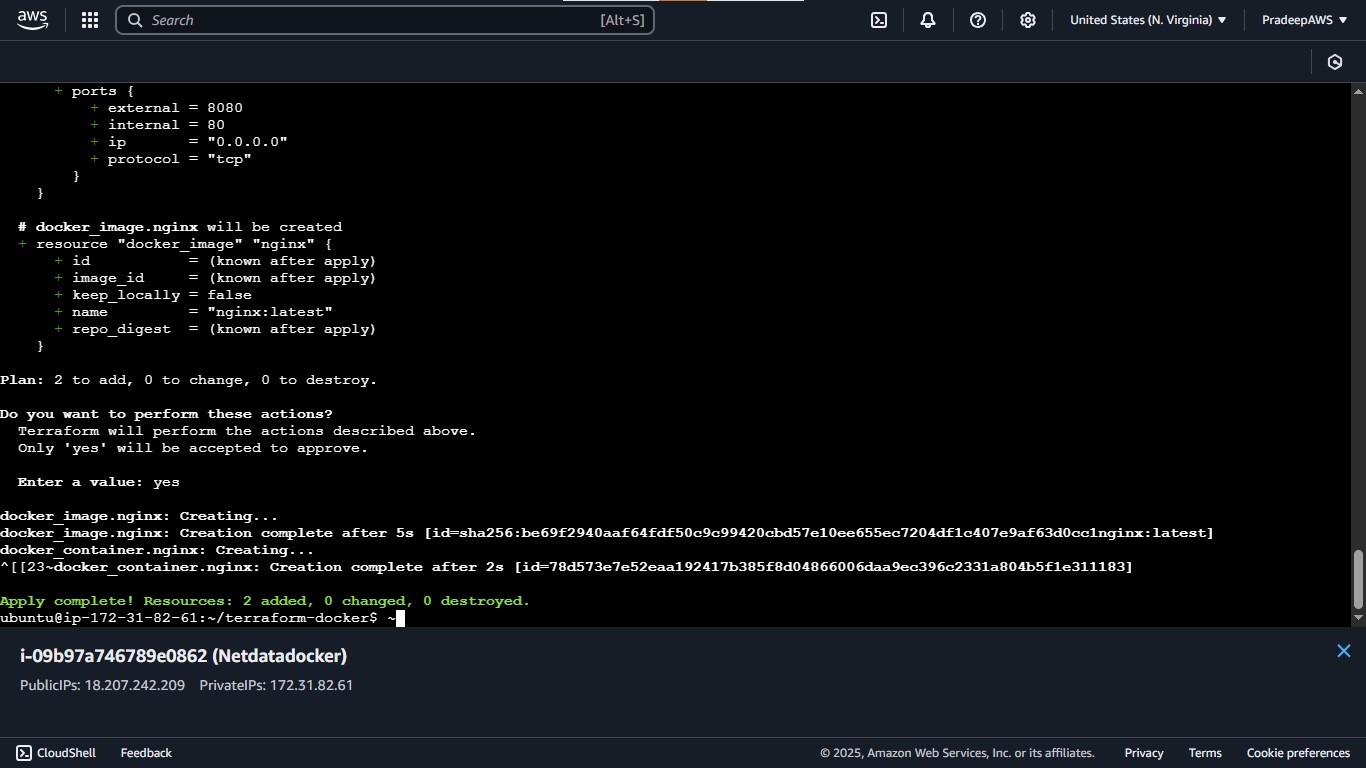 aws
Search [Alt+S]
United States (N. Virginia) ▼
PradeepAWS ▼
+ ports {
+ external = 8080
+ internal = 80
+ ip = "0.0.0.0"
+ protocol = "tcp"
}
}
# docker_image.nginx will be created
+ resource "docker_image" "nginx" {
+ id = (known after apply)
+ image_id = (known after apply)
+ keep_locally = false
+ name = "nginx:latest"
+ repo_digest = (known after apply)
}
Plan: 2 to add, 0 to change, 0 to destroy.
Do you want to perform these actions?
Terraform will perform the actions described above.
Only 'yes' will be accepted to approve.
Enter a value: yes
docker_image.nginx: Creating...
docker_image.nginx: Creation complete after 5s [id=sha256:be69f2940aaf64fdf50c9c99420cbd57e10ee655ec7204df1c407e9af63d0cc1nginx:latest]
docker_container.nginx: Creating...
^[[23~docker_container.nginx: Creation complete after 2s [id=78d573e7e52eaa192417b385f8d04866006daa9ec396c2331a804b5f1e311183]
Apply complete! Resources: 2 added, 0 changed, 0 destroyed.
ubuntu@ip-172-31-82-61:~/terraform-docker$ ~
i-09b97a746789e0862 (Netdatadocker)
PublicIPs: 18.207.242.209 PrivateIPs: 172.31.82.61
CloudShell Feedback © 2025, Amazon Web Services, Inc. or its affiliates. Privacy Terms Cookie preferences